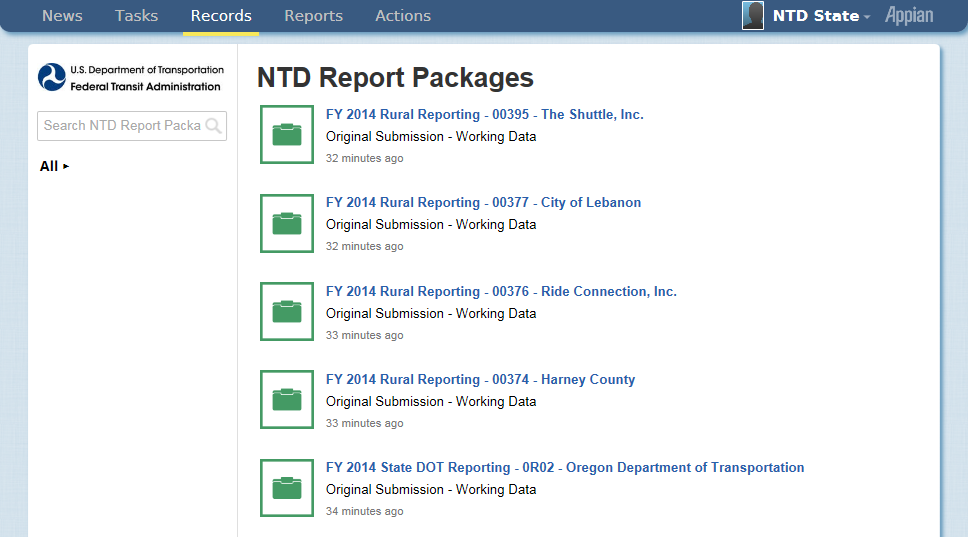 News Tasks Records Reports Actions NTD State Appian
U.S. Department of Transportation
Federal Transit Administration
Search NTD Report Packa
All
NTD Report Packages
FY 2014 Rural Reporting - 00395 - The Shuttle, Inc.
Original Submission - Working Data
32 minutes ago
FY 2014 Rural Reporting - 00377 - City of Lebanon
Original Submission - Working Data
32 minutes ago
FY 2014 Rural Reporting - 00376 - Ride Connection, Inc.
Original Submission - Working Data
33 minutes ago
FY 2014 Rural Reporting - 00374 - Harney County
Original Submission - Working Data
33 minutes ago
FY 2014 State DOT Reporting - 0R02 - Oregon Department of Transportation
Original Submission - Working Data
34 minutes ago